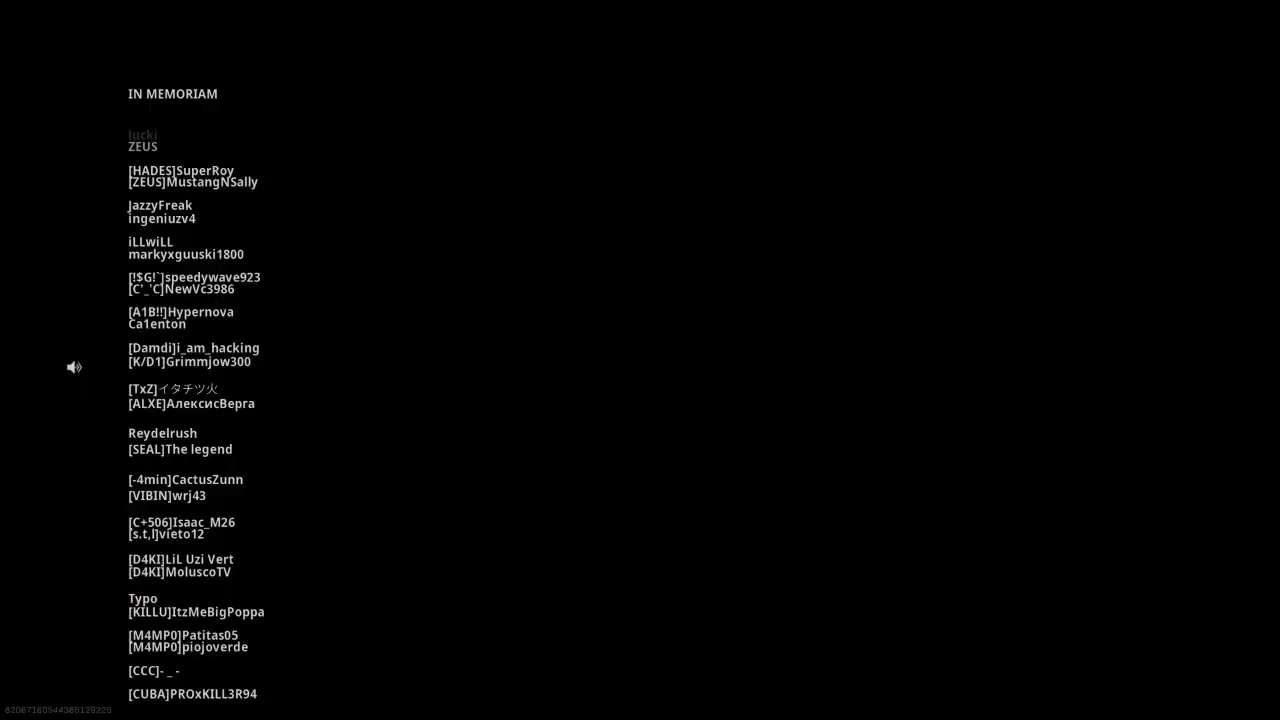 IN MEMORIAM
lucki
ZEUS
[HADES]SuperRoy
[ZEUS]MustangNSally
JazzyFreak
ingeniuzv4
iLLwiLL
markyxguuski1800
[!$G!`]speedywave923
[C'_'C]NewVc3986
[A1B!!]Hypernova
Ca1enton
[Damdi]i_am_hacking
[K/D1]Grimmjow300
[TxZ]イタチツ火
[ALXE]АлексисВерга
Reydelrush
[SEAL]The legend
[-4min]CactusZunn
[VIBIN]wrj43
[C+506]Isaac_M26
[s.t,l]vieto12
[D4KI]LiL Uzi Vert
[D4KI]MoluscoTV
Typo
[KILLU]ItzMeBigPoppa
[M4MP0]Patitas05
[M4MP0]piojoverde
[CCC]- _ -
[CUBA]PROxKILL3R94